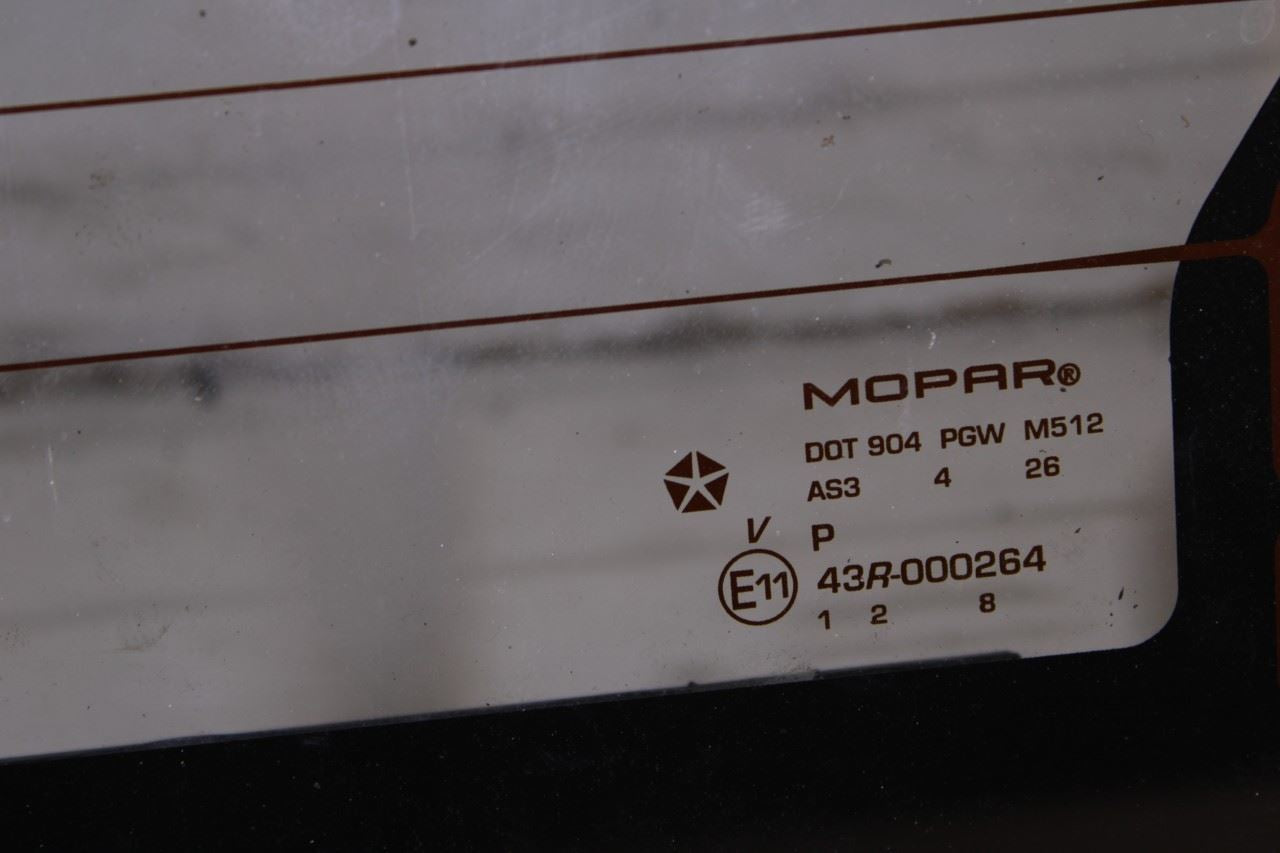 MOPAR®
DOT 904 PGW M512
AS3 4 26
V P
E11 43R-000264
1 2 8